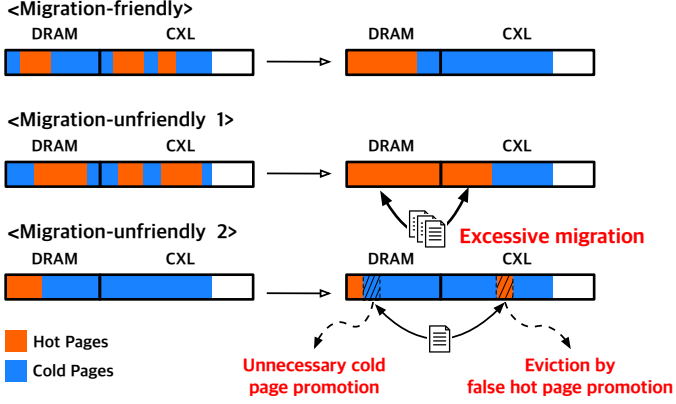 <Migration-friendly>
DRAM CXL DRAM CXL
<Migration-unfriendly 1>
DRAM CXL DRAM CXL
Excessive migration
<Migration-unfriendly 2>
DRAM CXL DRAM CXL
Hot Pages
Cold Pages
Unnecessary cold
page promotion
Eviction by
false hot page promotion